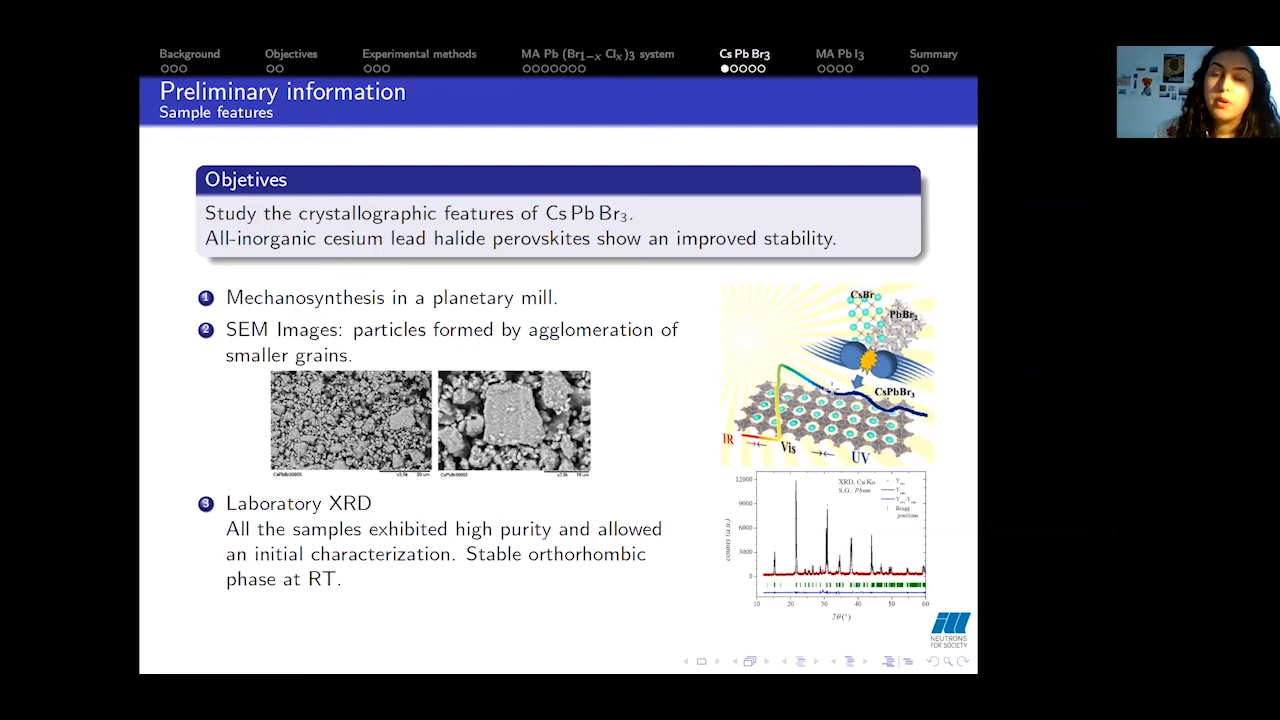 Background Objectives Experimental methods MA Pb (Br1−x Clx)3 system Cs Pb Br3 MA Pb I3 Summary
Preliminary information
Sample features
Objetives
Study the crystallographic features of Cs Pb Br3.
All-inorganic cesium lead halide perovskites show an improved stability.
1 Mechanosynthesis in a planetary mill.
2 SEM Images: particles formed by agglomeration of
smaller grains.
3 Laboratory XRD
All the samples exhibited high purity and allowed
an initial characterization. Stable orthorhombic
phase at RT.
CsBr
PbBr2
CsPbBr3
IR
Vis
UV
XRD, Cu Kα
S.G.: Pbnm
Bragg
positions
counts (a.u.)
12000
9000
6000
3000
0
10 20 30 40 50 60
2θ(°)
NEUTRONS
FOR SOCIETY